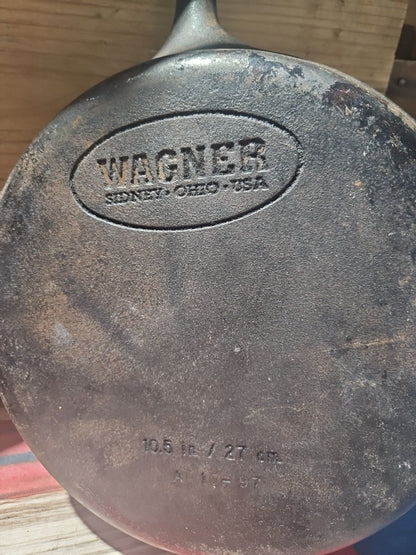 WAGNER
SIDNEY · OHIO · USA
10.5 in / 27 cm